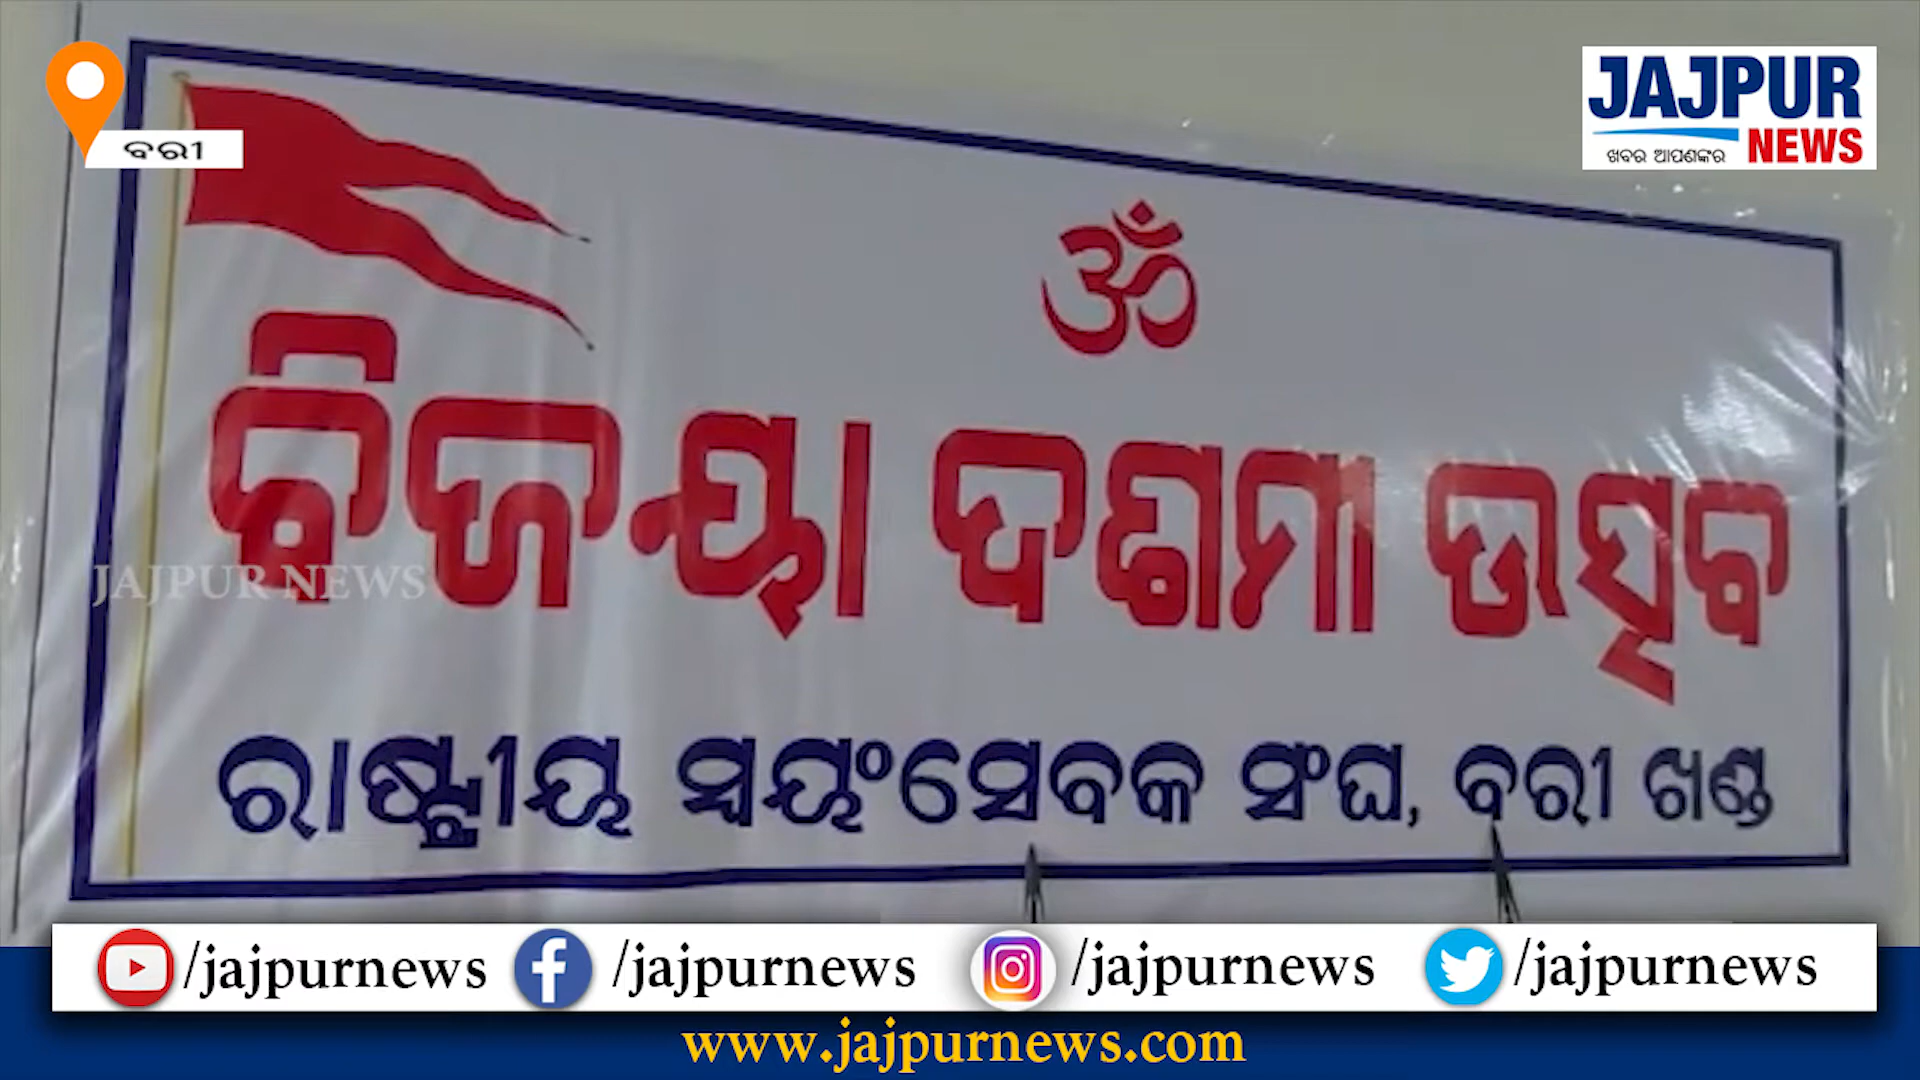 ବରୀ
JAJPUR
NEWS
ଖବର ଆପଣଙ୍କର
ॐ
ବିଜୟା ଦଶମୀ ଉତ୍ସବ
JAJPUR NEWS
ରାଷ୍ଟ୍ରୀୟ ସ୍ୱୟଂସେବକ ସଂଘ, ବରୀ ଖଣ୍ଡ
/jajpurnews /jajpurnews /jajpurnews /jajpurnews
www.jajpurnews.com